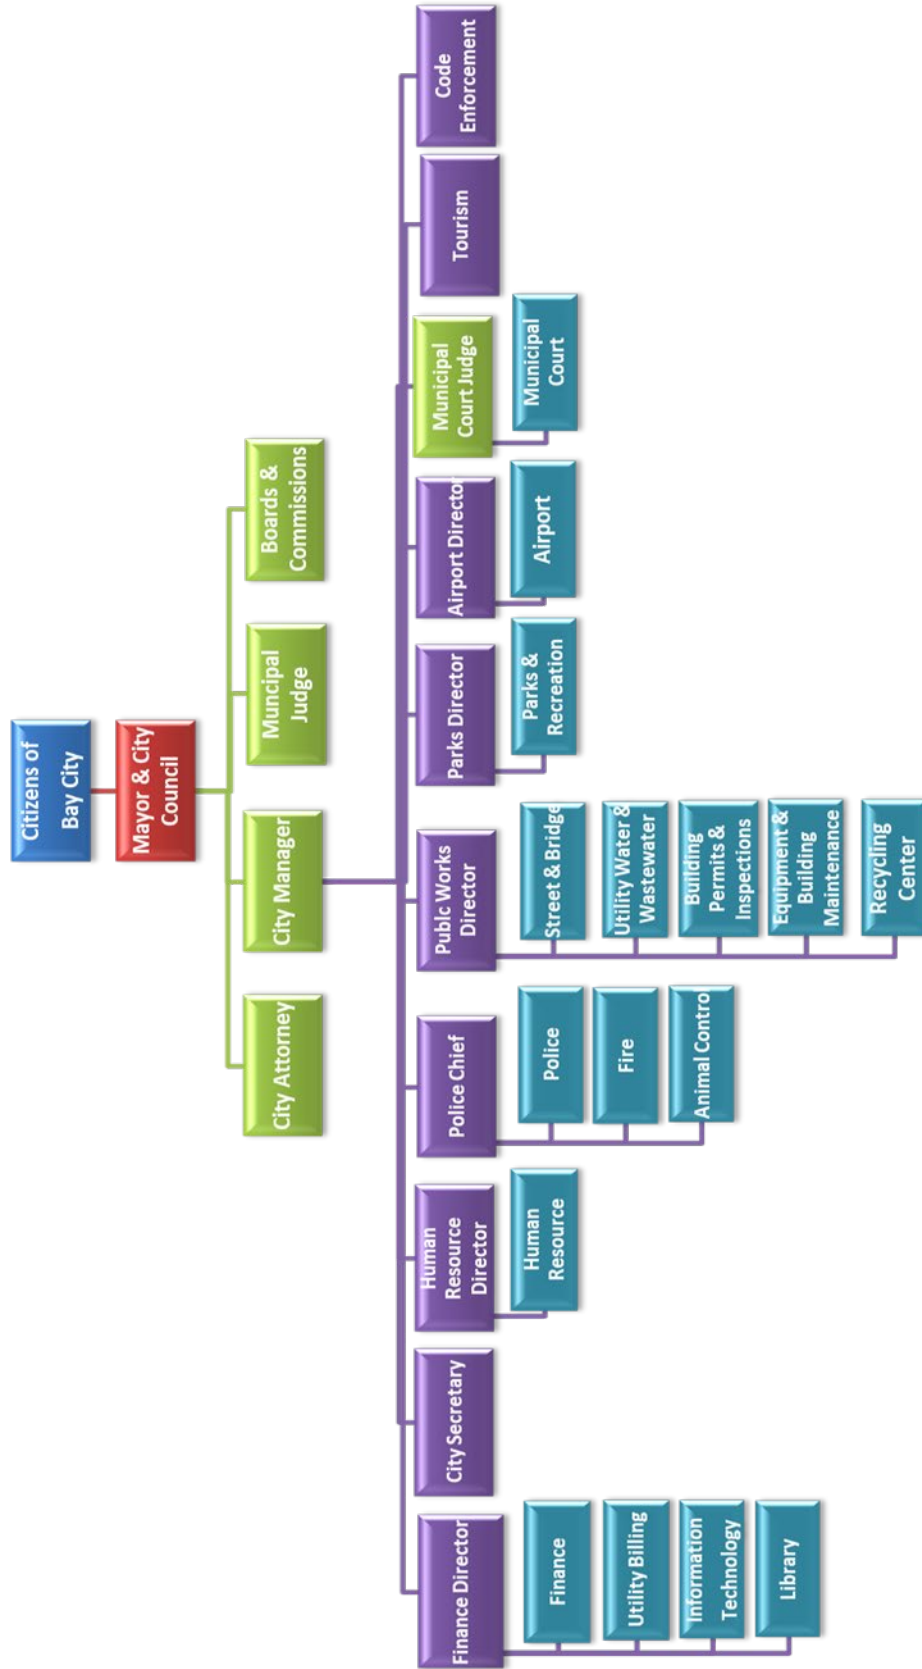 Citizens of
Bay City
Mayor & City
Council
City Attorney
City Manager
Muncipal
Judge
Boards &
Commissions
Finance Director
City Secretary
Human
Resource
Director
Police Chief
Public Works
Director
Parks Director
Airport Director
Municipal
Court Judge
Tourism
Code
Enforcement
Finance
Utility Billing
Information
Technology
Library
Human
Resource
Police
Fire
Animal Control
Street & Bridge
Utility Water &
Wastewater
Building
Permits &
Inspections
Equipment &
Building
Maintenance
Recycling
Center
Parks &
Recreation
Airport
Municipal
Court